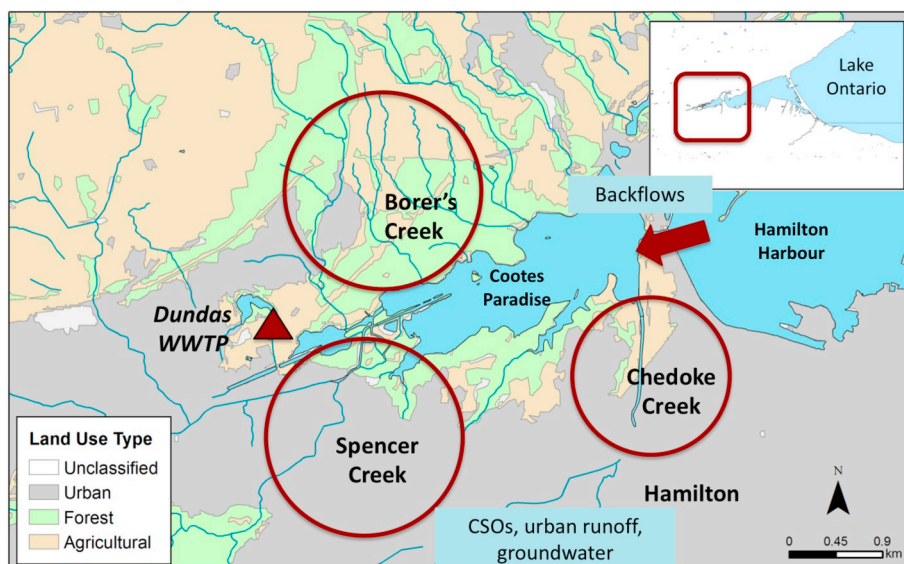 Lake
Ontario
Backflows
Borer's
Creek
Hamilton
Harbour
Cootes
Paradise
Dundas
WWTP
Chedoke
Creek
Land Use Type
Unclassified
Urban
Forest
Agricultural
Spencer
Creek
Hamilton
N
CSOs, urban runoff,
groundwater
0 0.45 0.9
km